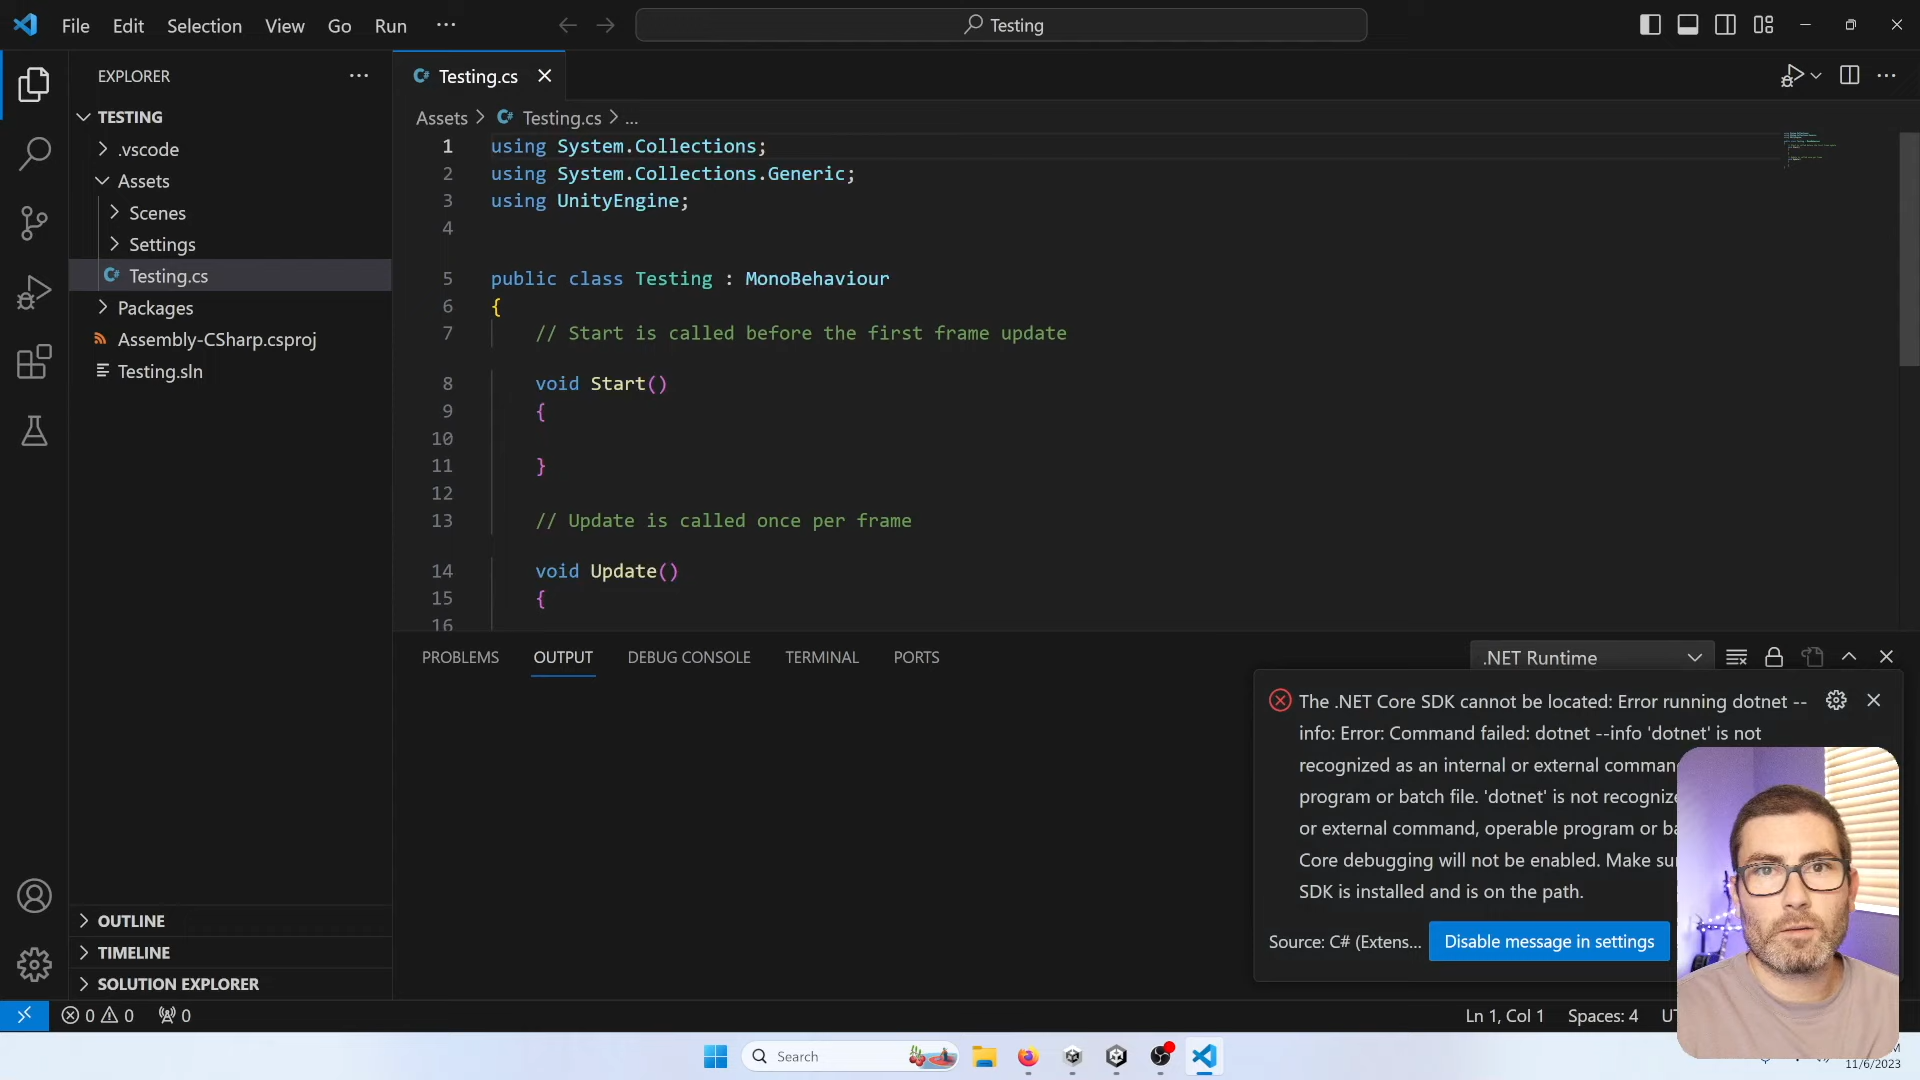 File Edit Selection View Go Run ···
Testing
EXPLORER ···
TESTING
.vscode
Assets
Scenes
Settings
Testing.cs
Packages
Assembly-CSharp.csproj
Testing.sln
OUTLINE
TIMELINE
SOLUTION EXPLORER
Testing.cs
Assets > Testing.cs > ...
1 using System.Collections;
2 using System.Collections.Generic;
3 using UnityEngine;
4
5 public class Testing : MonoBehaviour
6 {
7 // Start is called before the first frame update
8 void Start()
9 {
10
11 }
12
13 // Update is called once per frame
14 void Update()
15 {
16
PROBLEMS OUTPUT DEBUG CONSOLE TERMINAL PORTS
.NET Runtime
The .NET Core SDK cannot be located: Error running dotnet --
info: Error: Command failed: dotnet --info 'dotnet' is not
recognized as an internal or external
program or batch file. 'dotnet' is not
or external command, operable program or
Core debugging will not be enabled. Make
SDK is installed and is on the path.
Source: C# (Extens...
Disable message in settings
0 0 0
Ln 1, Col 1 Spaces: 4
Search
11/6/2023